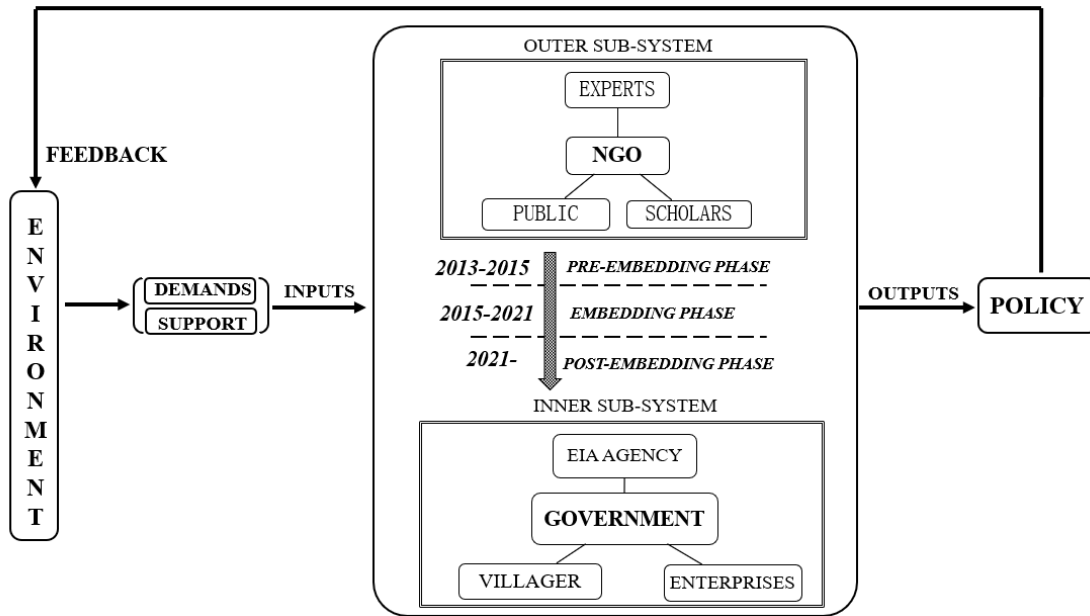 OUTER SUB-SYSTEM
EXPERTS
NGO
PUBLIC
SCHOLARS
FEEDBACK
ENVIRONMENT
DEMANDS
SUPPORT
INPUTS
2013-2015
PRE-EMBEDDING PHASE
2015-2021
EMBEDDING PHASE
2021-
POST-EMBEDDING PHASE
OUTPUTS
POLICY
INNER SUB-SYSTEM
EIA AGENCY
GOVERNMENT
VILLAGER
ENTERPRISES